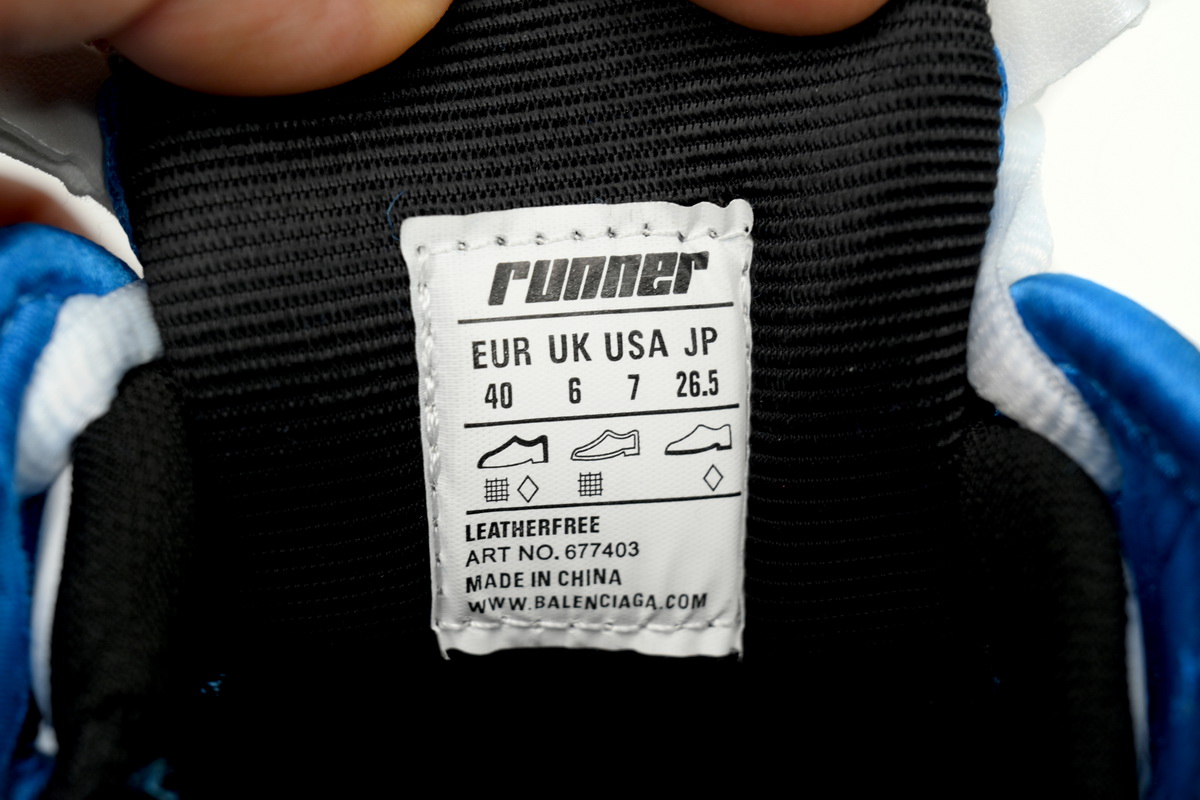 runner
EUR UK USA JP
40 6 7 26.5
LEATHERFREE
ART NO. 677403
MADE IN CHINA
WWW.BALENCIAGA.COM